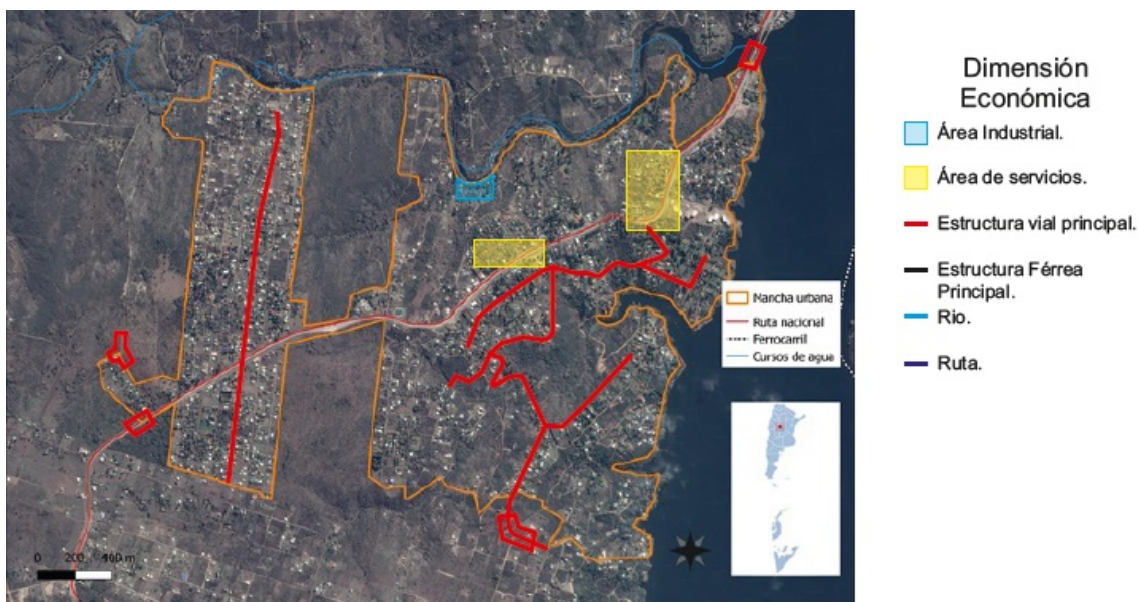 Dimensión
Económica
Área Industrial.
Área de servicios.
Estructura vial principal.
Estructura Férrea
Principal.
Rio.
Ruta.
Mancha urbana
Ruta nacional
Ferrocarril
Cursos de agua
0 200 400 m